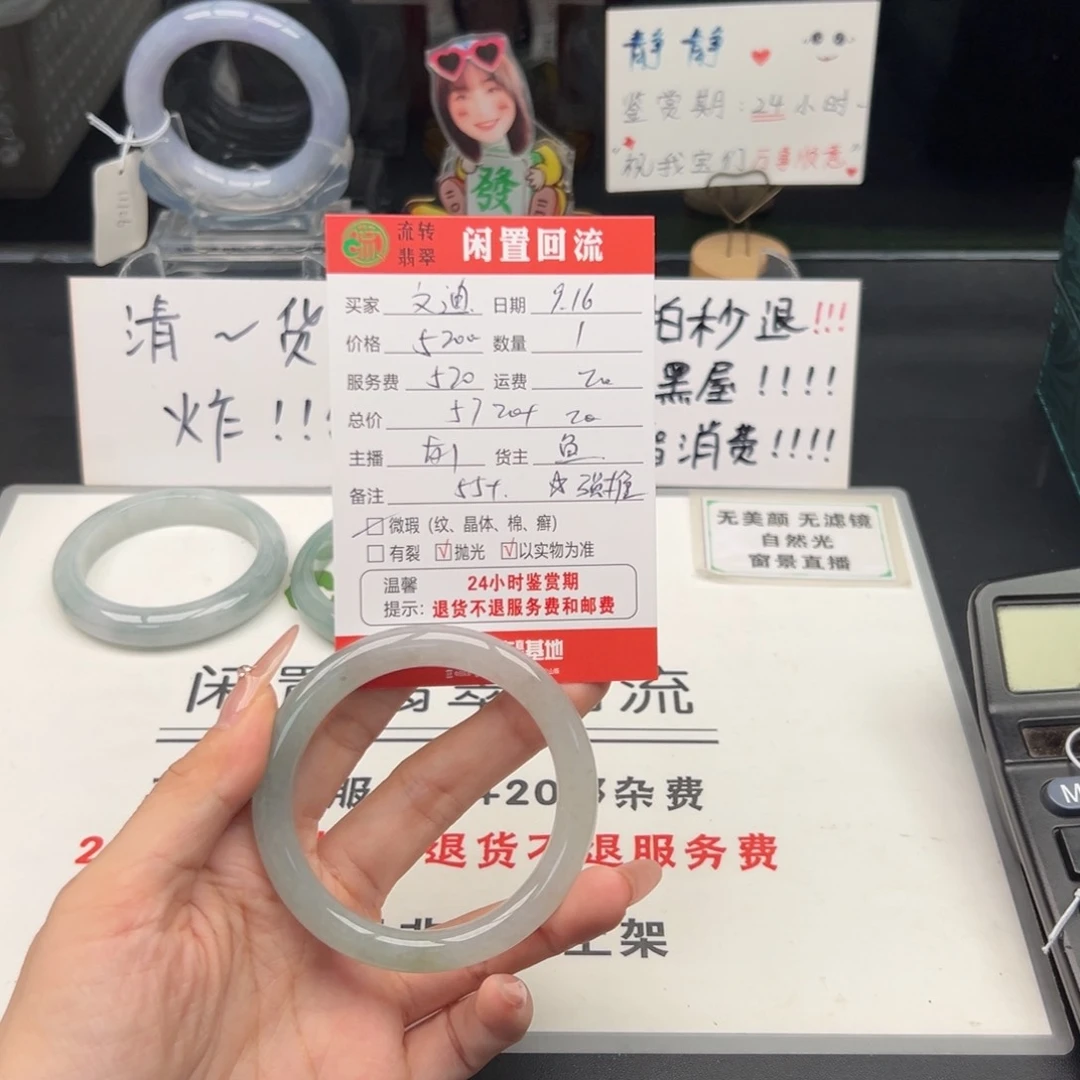 静静
鉴赏期：24小时
"祝我宝们万事顺意"
發
流转
翡翠
闲置回流
买家 文迪 日期 9.16
价格 5200 数量 1
服务费 520 运费 20
总价 5720+20
主播 货主 鱼
备注 55+ ☆强推
微瑕（纹、晶体、棉、癣）
有裂 抛光 以实物为准
温馨
提示：
24小时鉴赏期
退货不退服务费和邮费
基地
清～货
炸!!
拍秒退!!!
黑屋!!!!
消费!!!!
无美颜 无滤镜
自然光
窗景直播
闲置翡翠 流
服 +20 杂费
2 退货不退服务费
上架
M